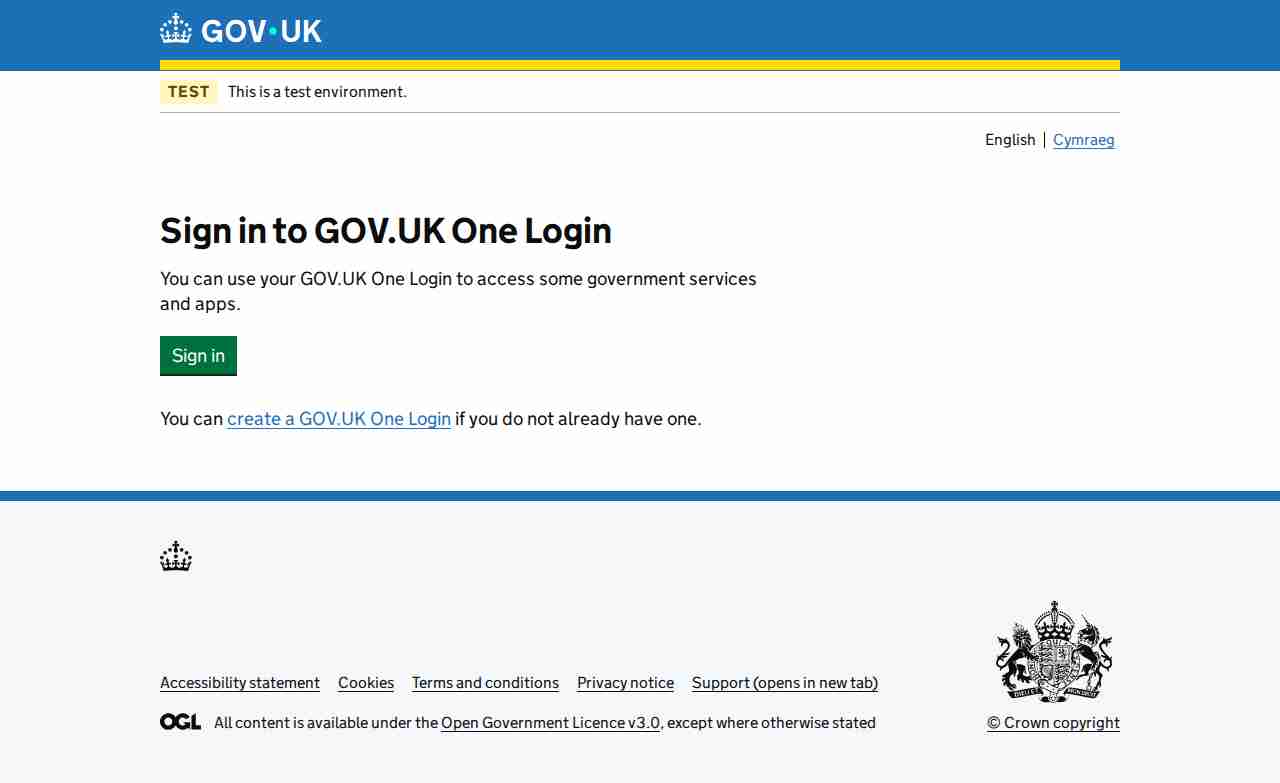 GOV.UK
TEST This is a test environment.
English | Cymraeg
Sign in to GOV.UK One Login
You can use your GOV.UK One Login to access some government services
and apps.
Sign in
You can create a GOV.UK One Login if you do not already have one.
Accessibility statement Cookies Terms and conditions Privacy notice Support (opens in new tab)
OGL All content is available under the Open Government Licence v3.0, except where otherwise stated
© Crown copyright